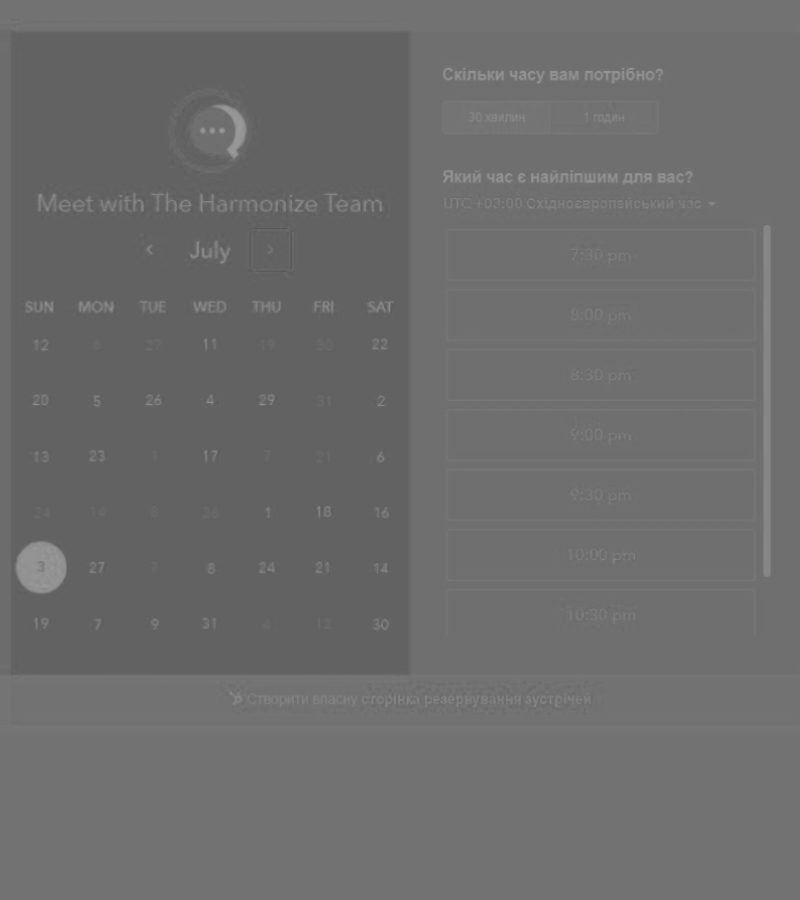 Meet with The Harmonize Team
July
SUN MON TUE WED THU FRI SAT
12 6 27 11 19 30 22
20 5 26 4 29 31 2
13 23 1 17 7 21 6
24 14 8 26 1 18 16
3 27 7 8 24 21 14
19 7 9 31 4 12 30
Скільки часу вам потрібно?
30 хвилин 1 годин
Який час є найліпшим для вас?
UTC +03:00 Східноєвропейський час
7:30 pm
8:00 pm
8:30 pm
9:00 pm
9:30 pm
10:00 pm
10:30 pm
Створити власну сторінка резервування зустрічей